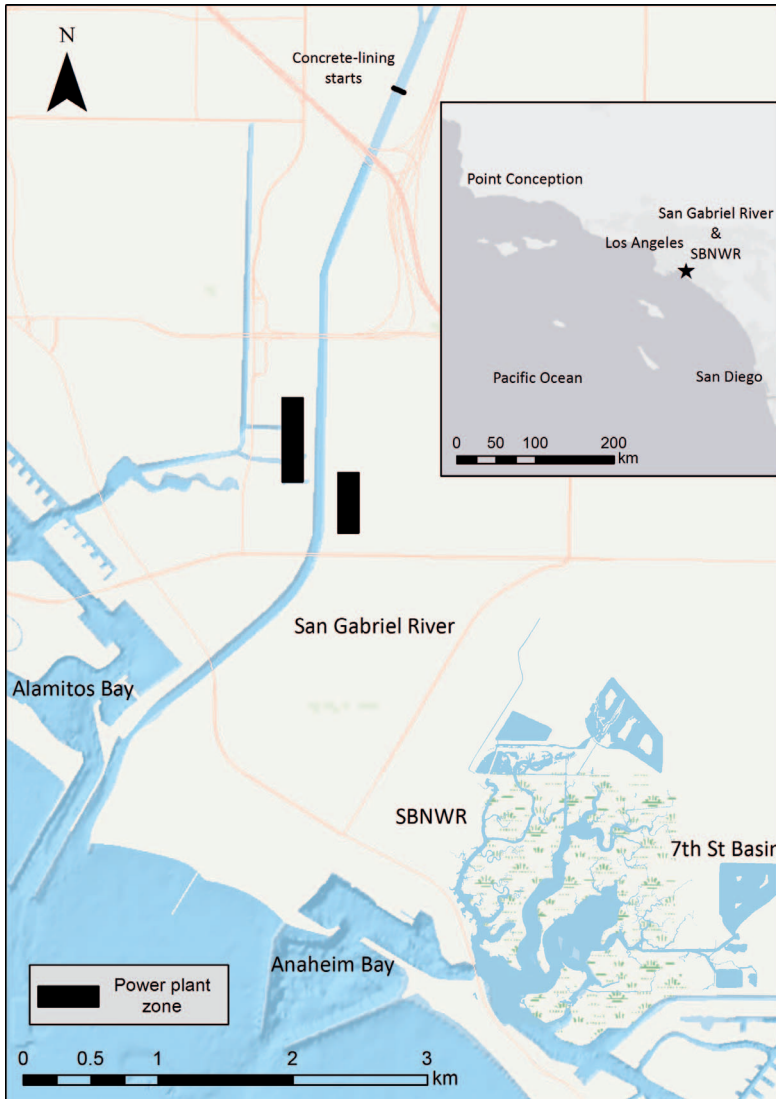 N
Concrete-lining
starts
Point Conception
San Gabriel River
&
Los Angeles
SBNWR
Pacific Ocean
San Diego
0 50 100 200
km
San Gabriel River
Alamitos Bay
SBNWR
7th St Basin
Anaheim Bay
Power plant
zone
0 0.5 1 2 3
km